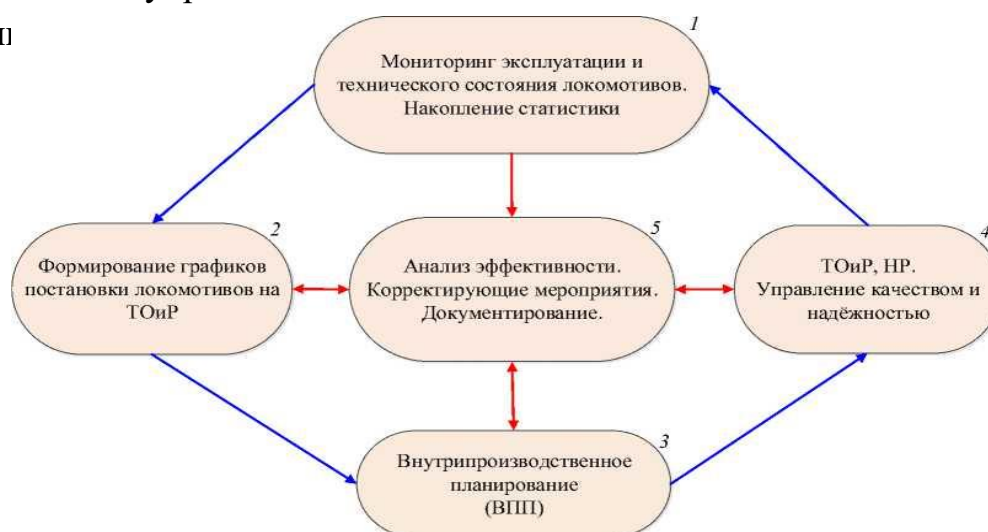 1
Мониторинг эксплуатации и
технического состояния локомотивов.
Накопление статистики
2
Формирование графиков
постановки локомотивов на
ТОиР
5
Анализ эффективности.
Корректирующие мероприятия.
Документирование.
4
ТОиР, НР.
Управление качеством и
надёжностью
3
Внутрипроизводственное
планирование
(ВПП)